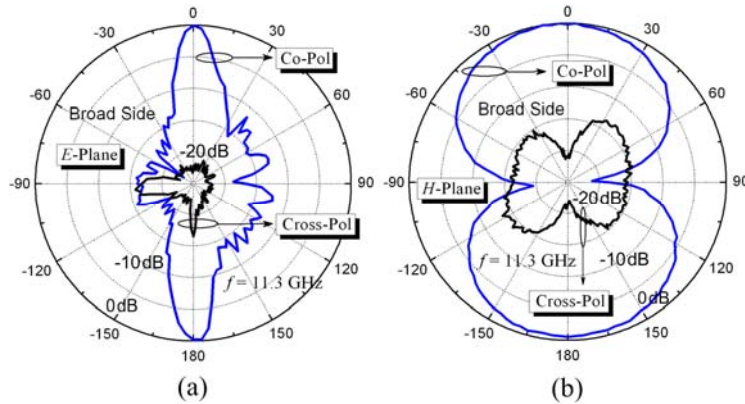 0
-30
30
-60
60
-90
90
-120
120
-150
150
180
Co-Pol
Broad Side
E-Plane
-20dB
Cross-Pol
-10dB
f = 11.3 GHz
0dB
(a)
0
-30
30
-60
60
-90
90
-120
120
-150
150
180
Co-Pol
Broad Side
H-Plane
-20dB
f = 11.3 GHz
-10dB
Cross-Pol
0dB
(b)